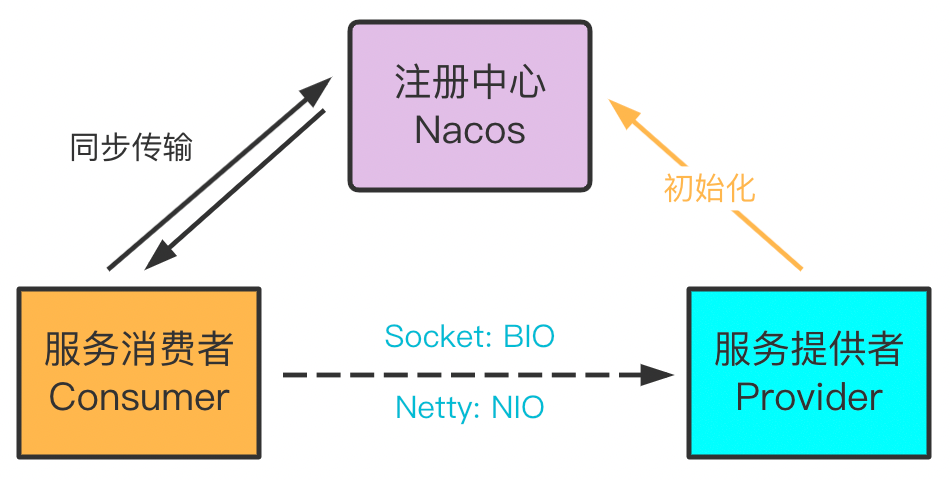 注册中心
Nacos
同步传输
初始化
服务消费者
Consumer
Socket: BIO
Netty: NIO
服务提供者
Provider